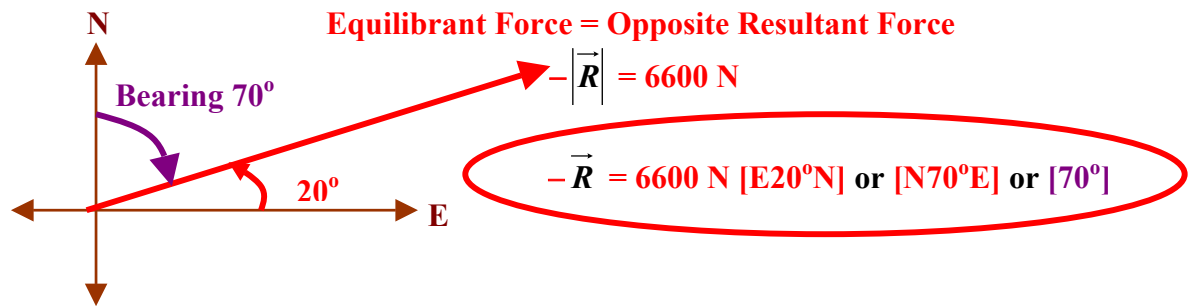 N
Equilibrant Force = Opposite Resultant Force
–|R⃗| = 6600 N
Bearing 70°
– R⃗ = 6600 N [E20°N] or [N70°E] or [70°]
20°
E